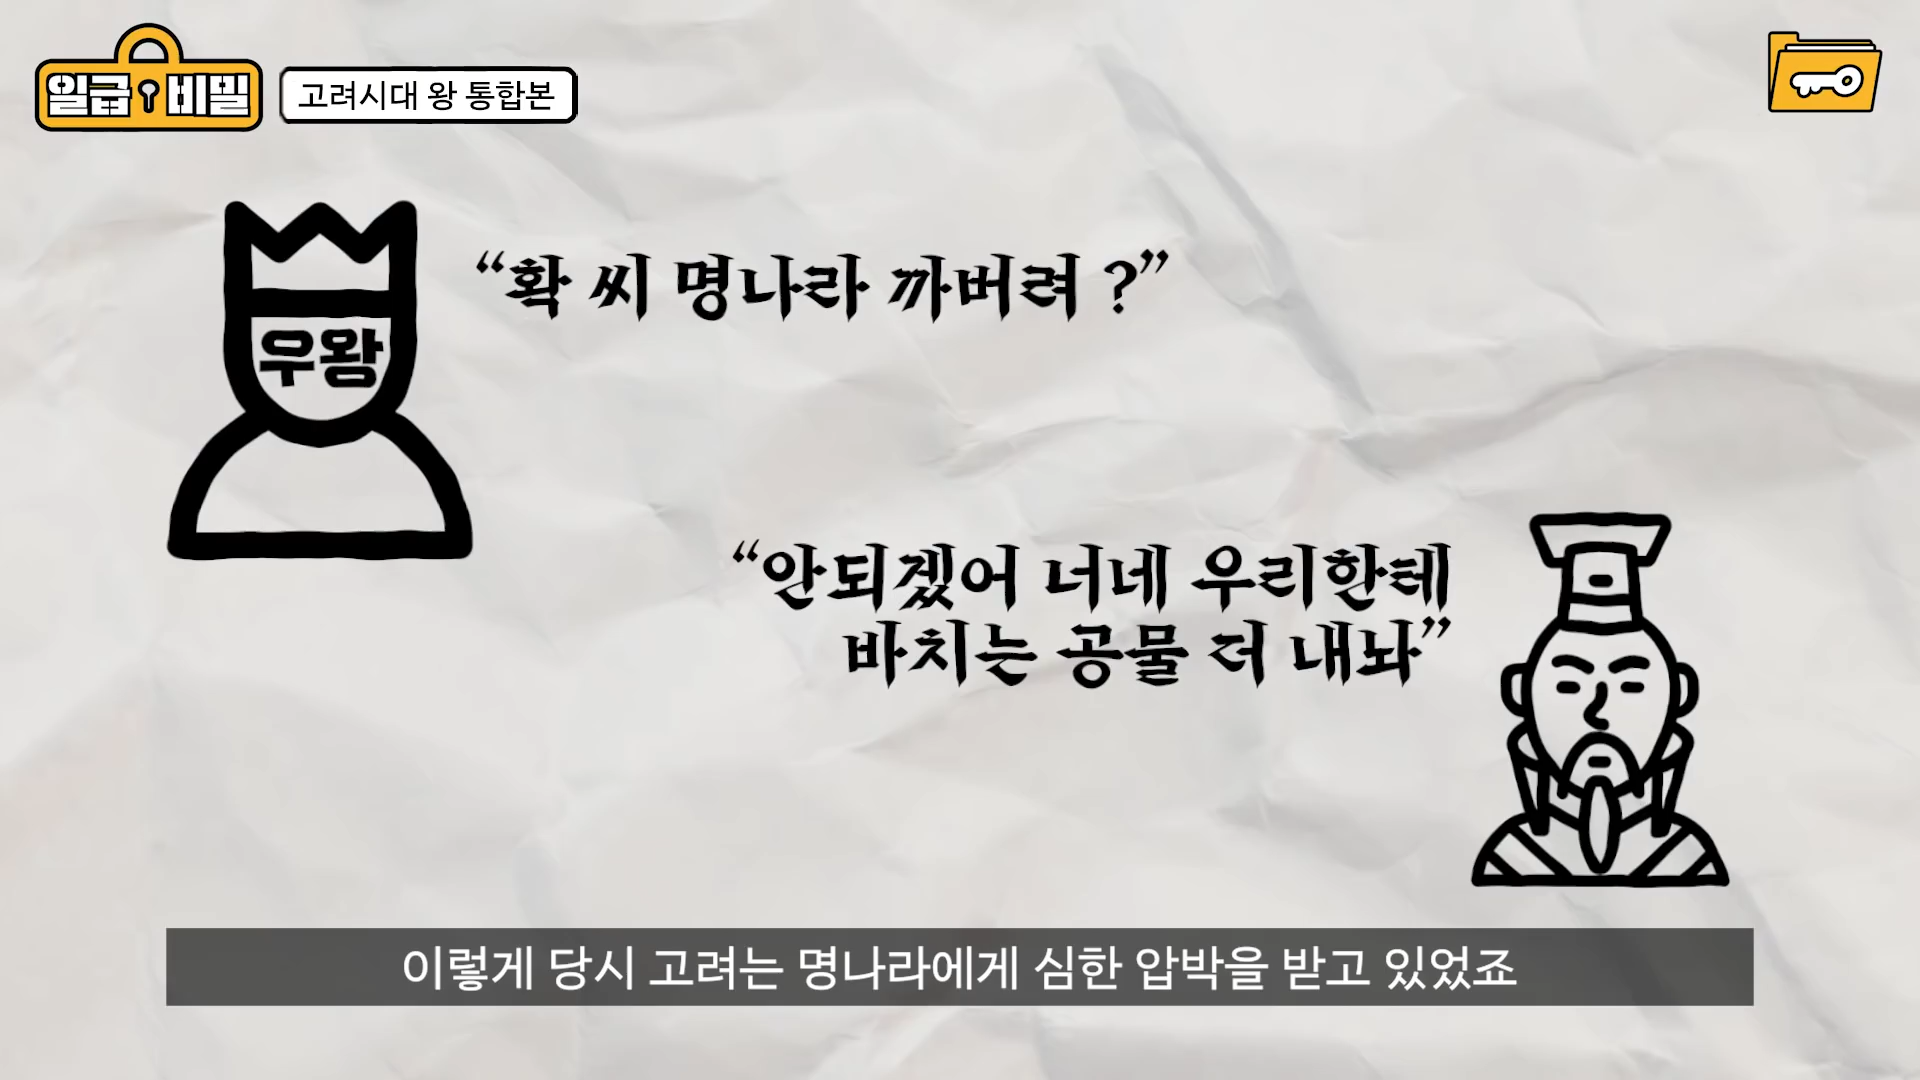 일급비밀
고려시대 왕 통합본
“확 씨 명나라 까버려 ?”
우왕
“안되겠어 너네 우리한테
바치는 공물 더 내놔”
이렇게 당시 고려는 명나라에게 심한 압박을 받고 있었죠